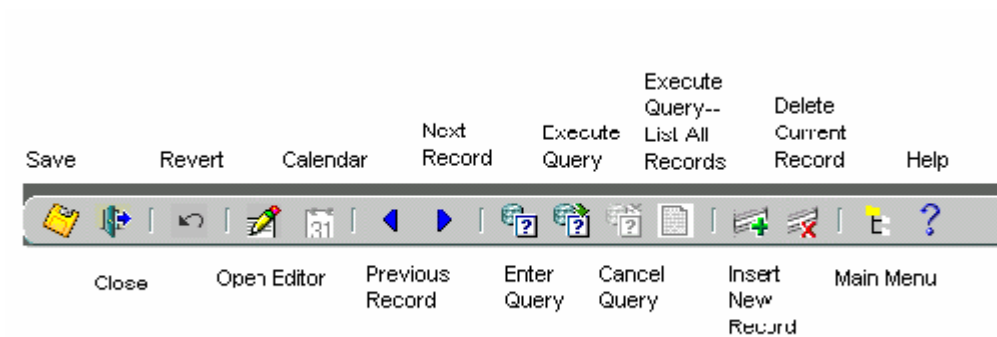 Execute
Query--
List All
Records
Delete
Current
Record
Next
Record
Execute
Query
Save
Revert
Calendar
Help
31
?
?
?
?
Close
Open Editor
Previous
Record
Enter
Query
Cancel
Query
Insert
New
Record
Main Menu